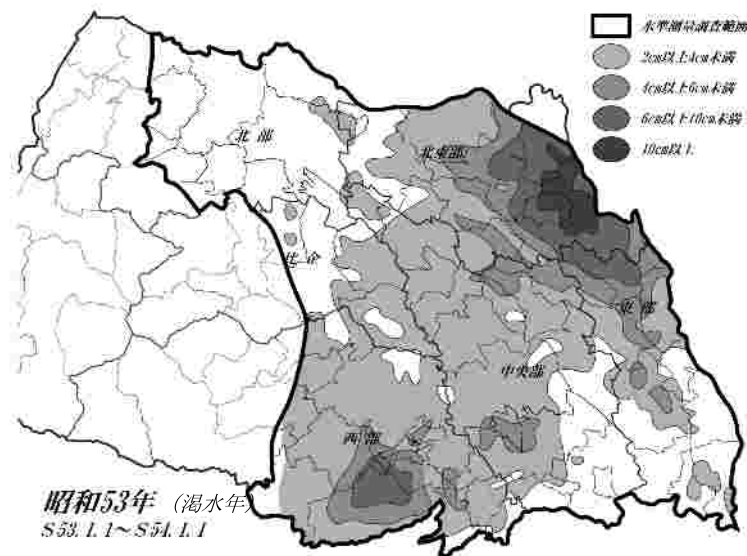 水準測量調査範囲
2cm以上4cm未満
4cm以上6cm未満
6cm以上10cm未満
10cm以上
北部
北東部
比企
東部
中央部
西部
昭和53年 (渇水年)
S53.1.1～S54.1.1